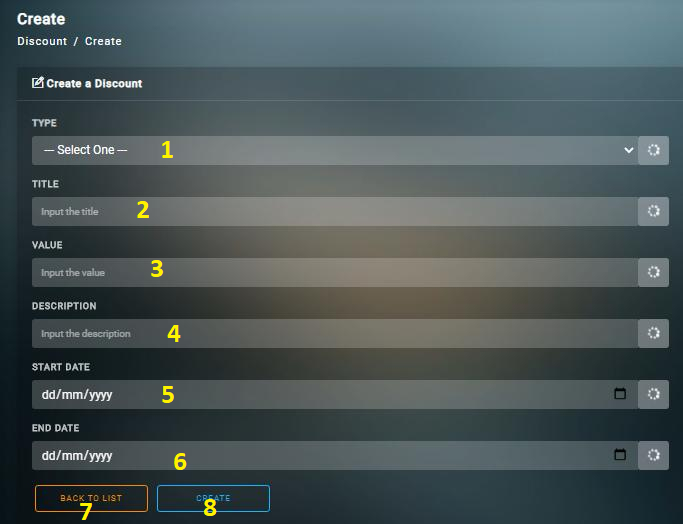 Create
Discount / Create
Create a Discount
TYPE
--- Select One --- 1
TITLE
Input the title 2
VALUE
Input the value 3
DESCRIPTION
Input the description 4
START DATE
dd/mm/yyyy 5
END DATE
dd/mm/yyyy 6
BACK TO LIST CREATE
7 8